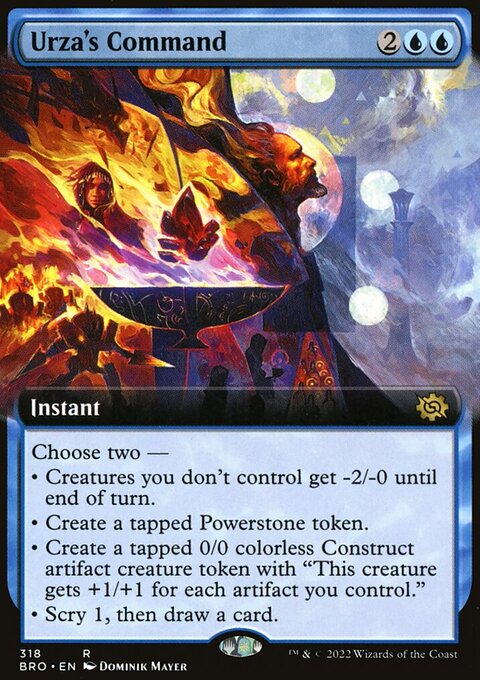 Urza's Command 2
Instant
Choose two —
• Creatures you don't control get -2/-0 until
end of turn.
• Create a tapped Powerstone token.
• Create a tapped 0/0 colorless Construct
artifact creature token with “This creature
gets +1/+1 for each artifact you control.”
• Scry 1, then draw a card.
318 R
BRO • EN DOMINIK MAYER
™ & © 2022 Wizards of the Coast